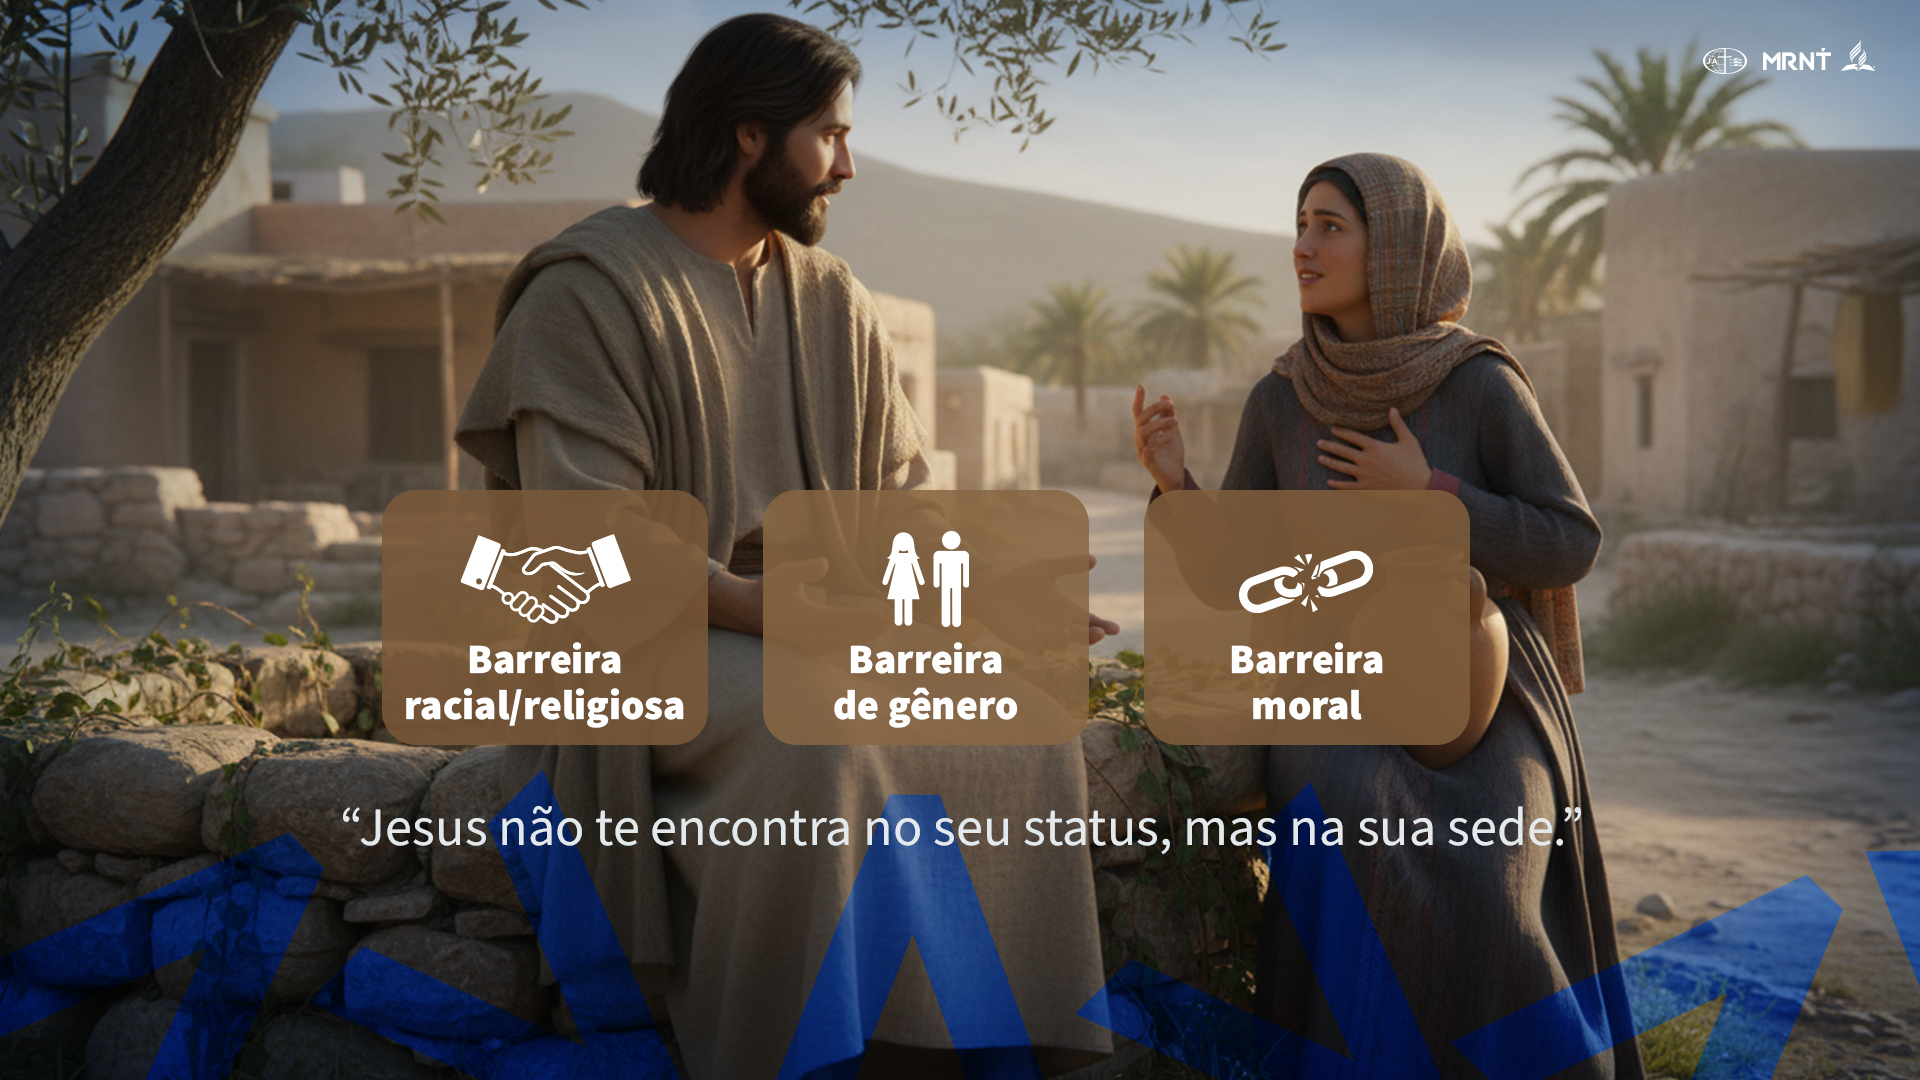 JA
MRNT
Barreira
racial/religiosa
Barreira
de gênero
Barreira
moral
“Jesus não te encontra no seu status, mas na sua sede.”